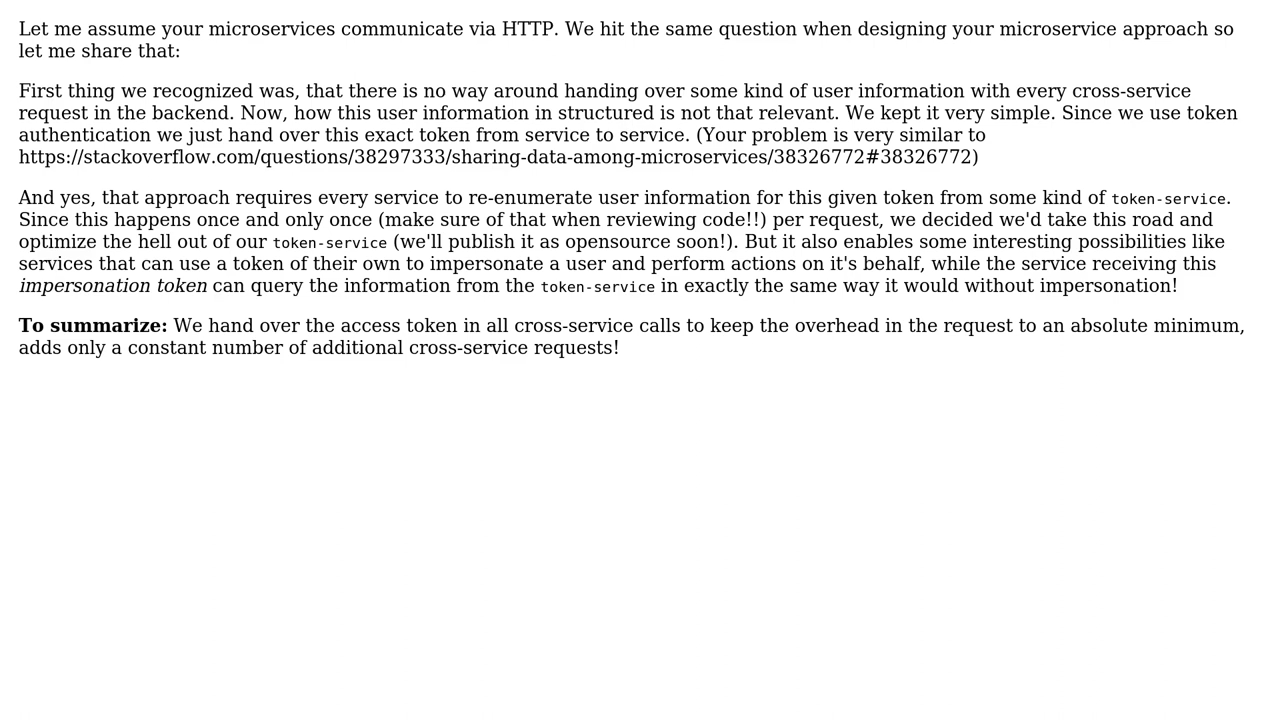 Let me assume your microservices communicate via HTTP. We hit the same question when designing your microservice approach so
let me share that:
First thing we recognized was, that there is no way around handing over some kind of user information with every cross-service
request in the backend. Now, how this user information in structured is not that relevant. We kept it very simple. Since we use token
authentication we just hand over this exact token from service to service. (Your problem is very similar to
https://stackoverflow.com/questions/38297333/sharing-data-among-microservices/38326772#38326772)
And yes, that approach requires every service to re-enumerate user information for this given token from some kind of token-service.
Since this happens once and only once (make sure of that when reviewing code!!) per request, we decided we'd take this road and
optimize the hell out of our token-service (we'll publish it as opensource soon!). But it also enables some interesting possibilities like
services that can use a token of their own to impersonate a user and perform actions on it's behalf, while the service receiving this
impersonation token can query the information from the token-service in exactly the same way it would without impersonation!
To summarize: We hand over the access token in all cross-service calls to keep the overhead in the request to an absolute minimum,
adds only a constant number of additional cross-service requests!